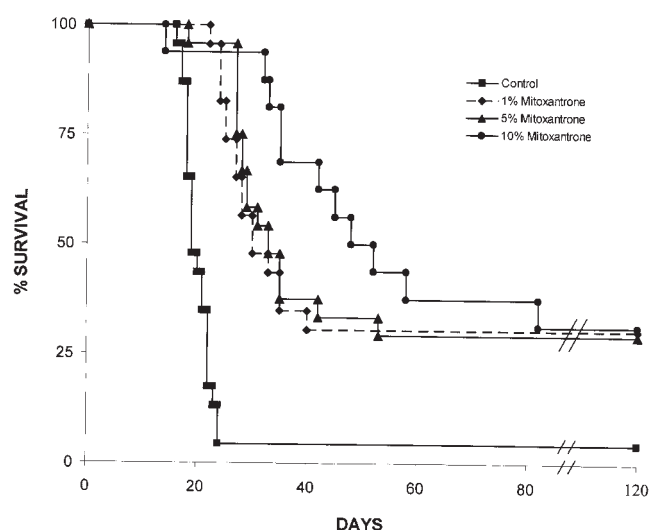 100
75
50
25
0
% SURVIVAL
Control
1% Mitoxantrone
5% Mitoxantrone
10% Mitoxantrone
0 20 40 60 80 120
DAYS